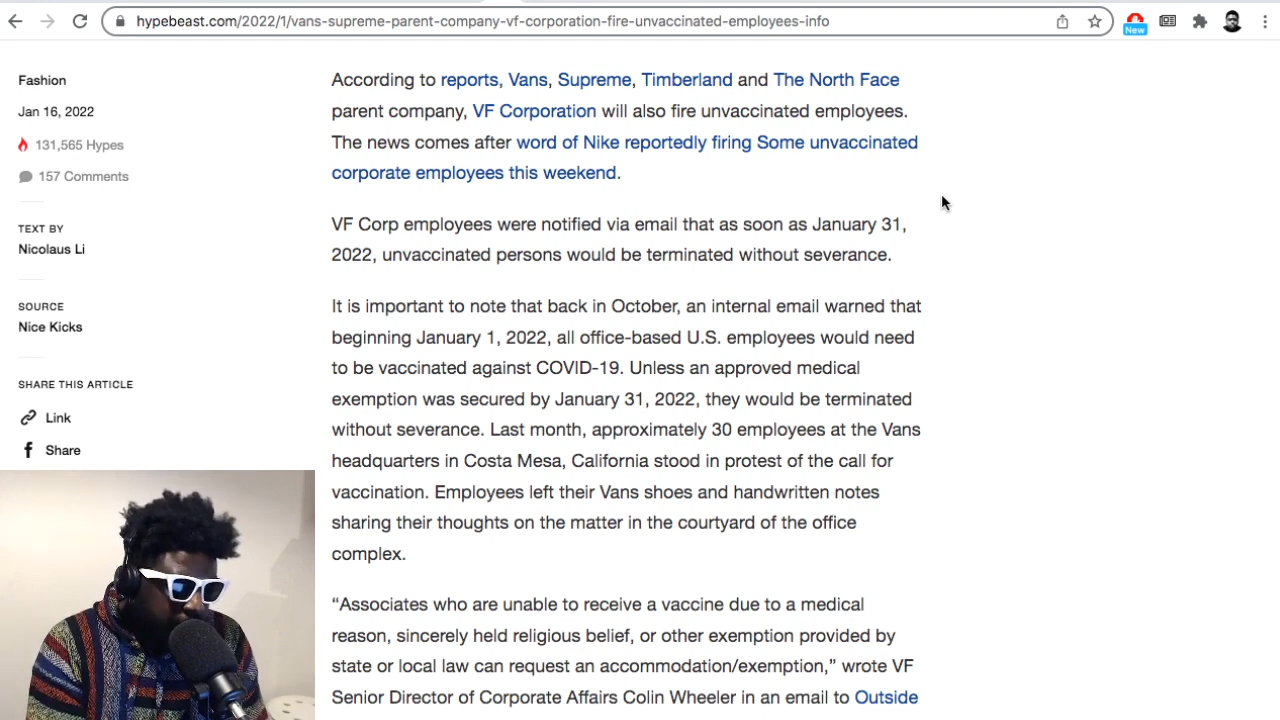 hypebeast.com/2022/1/vans-supreme-parent-company-vf-corporation-fire-unvaccinated-employees-info
New
Fashion
Jan 16, 2022
131,565 Hypes
157 Comments
TEXT BY
Nicolaus Li
SOURCE
Nice Kicks
SHARE THIS ARTICLE
Link
Share
According to reports, Vans, Supreme, Timberland and The North Face
parent company, VF Corporation will also fire unvaccinated employees.
The news comes after word of Nike reportedly firing Some unvaccinated
corporate employees this weekend.
VF Corp employees were notified via email that as soon as January 31,
2022, unvaccinated persons would be terminated without severance.
It is important to note that back in October, an internal email warned that
beginning January 1, 2022, all office-based U.S. employees would need
to be vaccinated against COVID-19. Unless an approved medical
exemption was secured by January 31, 2022, they would be terminated
without severance. Last month, approximately 30 employees at the Vans
headquarters in Costa Mesa, California stood in protest of the call for
vaccination. Employees left their Vans shoes and handwritten notes
sharing their thoughts on the matter in the courtyard of the office
complex.
“Associates who are unable to receive a vaccine due to a medical
reason, sincerely held religious belief, or other exemption provided by
state or local law can request an accommodation/exemption,” wrote VF
Senior Director of Corporate Affairs Colin Wheeler in an email to Outside